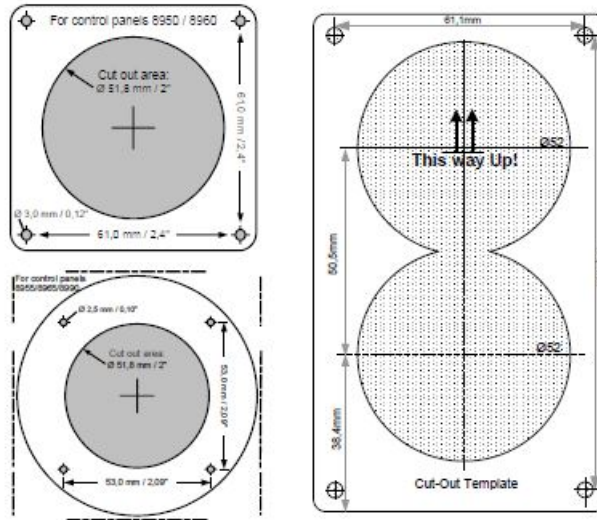 For control panels 8950 / 8960
Cut out area:
Ø 51,8 mm / 2"
61,0 mm / 2,4"
Ø 3,0 mm / 0,12"
61,0 mm / 2,4"
For control panels
8955/8965/8990
Ø 2,5 mm / 0,10"
Cut out area:
Ø 51,8 mm / 2"
53,0 mm / 2,09"
53,0 mm / 2,09"
61,1mm
Ø52
This way Up!
50,5mm
Ø52
38,4mm
Cut-Out Template